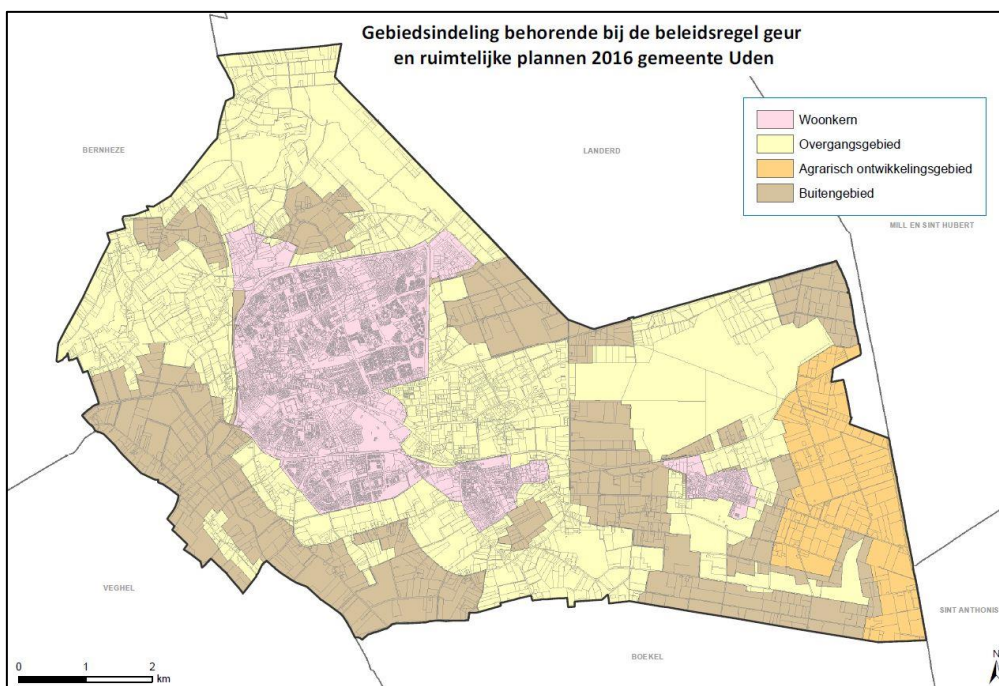 Gebiedsindeling behorende bij de beleidsregel geur
en ruimtelijke plannen 2016 gemeente Uden
Woonkern
Overgangsgebied
Agrarisch ontwikkelingsgebied
Buitengebied
BERNHEZE
LANDERD
MILL EN SINT HUBERT
VEGHEL
SINT ANTHONIS
BOEKEL
0 1 2
km
N